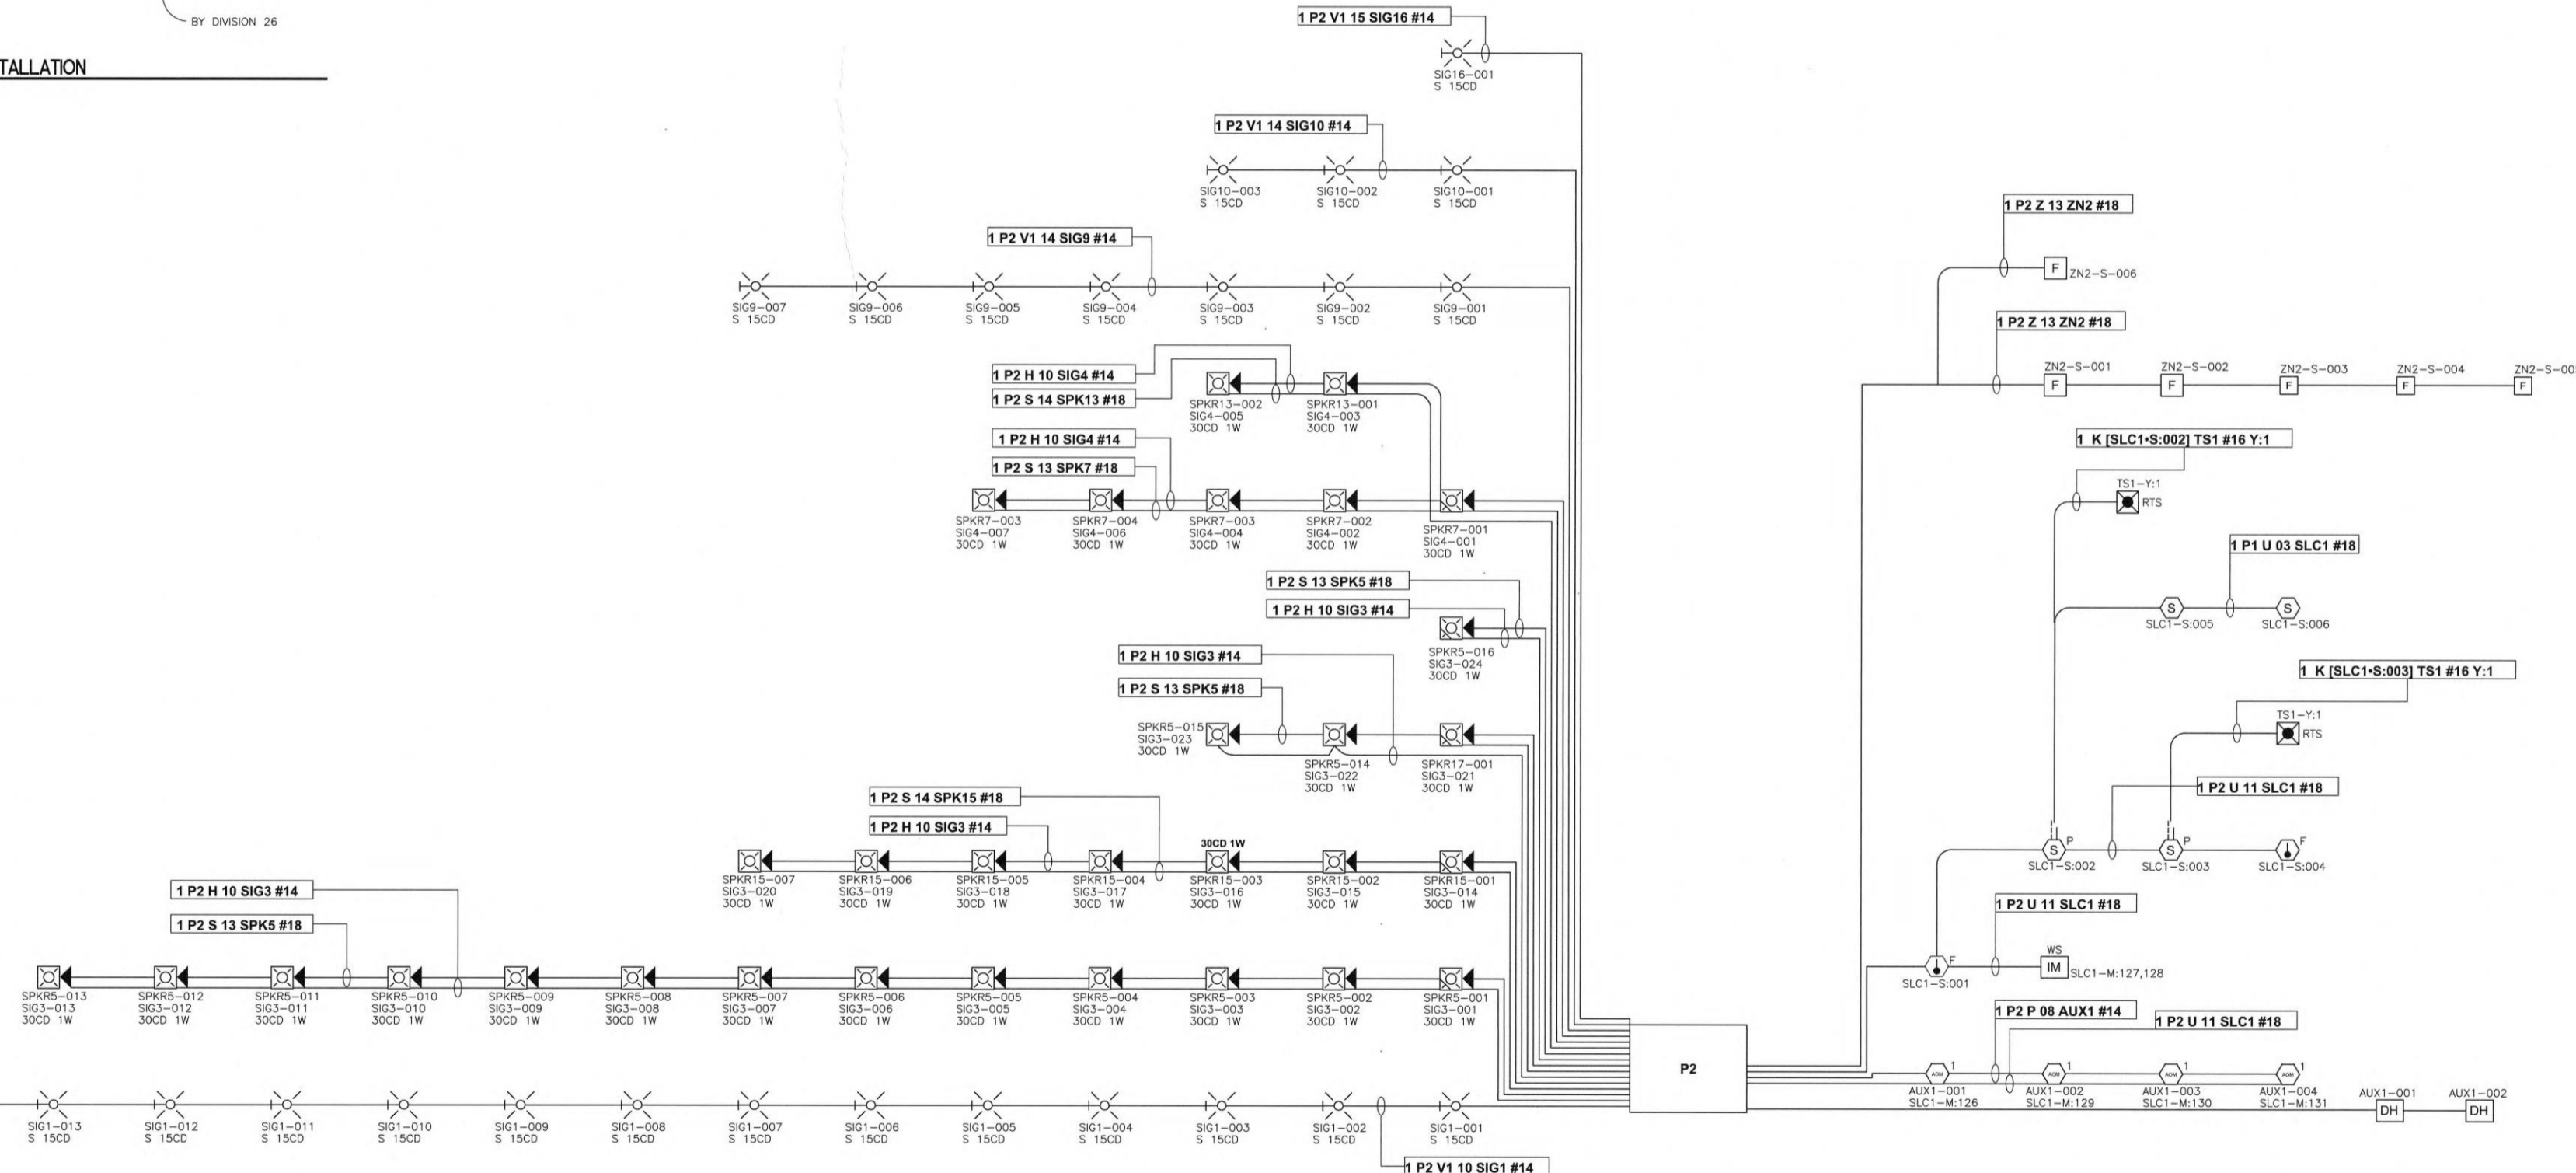 BY DIVISION 26
TALLATION
1 P2 V1 15 SIG16 #14
SIG16-001
S 15CD
1 P2 V1 14 SIG10 #14
SIG10-003
S 15CD
SIG10-002
S 15CD
SIG10-001
S 15CD
1 P2 V1 14 SIG9 #14
SIG9-007
S 15CD
SIG9-006
S 15CD
SIG9-005
S 15CD
SIG9-004
S 15CD
SIG9-003
S 15CD
SIG9-002
S 15CD
SIG9-001
S 15CD
1 P2 H 10 SIG4 #14
1 P2 S 14 SPK13 #18
SPKR13-002
SIG4-005
30CD 1W
SPKR13-001
SIG4-003
30CD 1W
1 P2 H 10 SIG4 #14
1 P2 S 13 SPK7 #18
SPKR7-003
SIG4-007
30CD 1W
SPKR7-004
SIG4-006
30CD 1W
SPKR7-003
SIG4-004
30CD 1W
SPKR7-002
SIG4-002
30CD 1W
SPKR7-001
SIG4-001
30CD 1W
1 P2 S 13 SPK5 #18
1 P2 H 10 SIG3 #14
SPKR5-016
SIG3-024
30CD 1W
1 P2 H 10 SIG3 #14
1 P2 S 13 SPK5 #18
SPKR5-015
SIG3-023
30CD 1W
SPKR5-014
SIG3-022
30CD 1W
SPKR17-001
SIG3-021
30CD 1W
1 P2 S 14 SPK15 #18
1 P2 H 10 SIG3 #14
30CD 1W
SPKR15-007
SIG3-020
30CD 1W
SPKR15-006
SIG3-019
30CD 1W
SPKR15-005
SIG3-018
30CD 1W
SPKR15-004
SIG3-017
30CD 1W
SPKR15-003
SIG3-016
30CD 1W
SPKR15-002
SIG3-015
30CD 1W
SPKR15-001
SIG3-014
30CD 1W
1 P2 H 10 SIG3 #14
1 P2 S 13 SPK5 #18
SPKR5-013
SIG3-013
30CD 1W
SPKR5-012
SIG3-012
30CD 1W
SPKR5-011
SIG3-011
30CD 1W
SPKR5-010
SIG3-010
30CD 1W
SPKR5-009
SIG3-009
30CD 1W
SPKR5-008
SIG3-008
30CD 1W
SPKR5-007
SIG3-007
30CD 1W
SPKR5-006
SIG3-006
30CD 1W
SPKR5-005
SIG3-005
30CD 1W
SPKR5-004
SIG3-004
30CD 1W
SPKR5-003
SIG3-003
30CD 1W
SPKR5-002
SIG3-002
30CD 1W
SPKR5-001
SIG3-001
30CD 1W
SIG1-013
S 15CD
SIG1-012
S 15CD
SIG1-011
S 15CD
SIG1-010
S 15CD
SIG1-009
S 15CD
SIG1-008
S 15CD
SIG1-007
S 15CD
SIG1-006
S 15CD
SIG1-005
S 15CD
SIG1-004
S 15CD
SIG1-003
S 15CD
SIG1-002
S 15CD
SIG1-001
S 15CD
1 P2 V1 10 SIG1 #14
P2
1 P2 Z 13 ZN2 #18
F
ZN2-S-006
1 P2 Z 13 ZN2 #18
ZN2-S-001
F
ZN2-S-002
F
ZN2-S-003
F
ZN2-S-004
F
ZN2-S-00
F
1 K [SLC1•S:002] TS1 #16 Y:1
TS1-Y:1
RTS
1 P1 U 03 SLC1 #18
S
SLC1-S:005
S
SLC1-S:006
1 K [SLC1•S:003] TS1 #16 Y:1
TS1-Y:1
RTS
1 P2 U 11 SLC1 #18
S P
SLC1-S:002
S P
SLC1-S:003
F
SLC1-S:004
1 P2 U 11 SLC1 #18
F
SLC1-S:001
WS
IM
SLC1-M:127,128
1 P2 P 08 AUX1 #14
1 P2 U 11 SLC1 #18
AOM 1
AUX1-001
SLC1-M:126
AOM 1
AUX1-002
SLC1-M:129
AOM 1
AUX1-003
SLC1-M:130
AOM 1
AUX1-004
SLC1-M:131
AUX1-001
DH
AUX1-002
DH